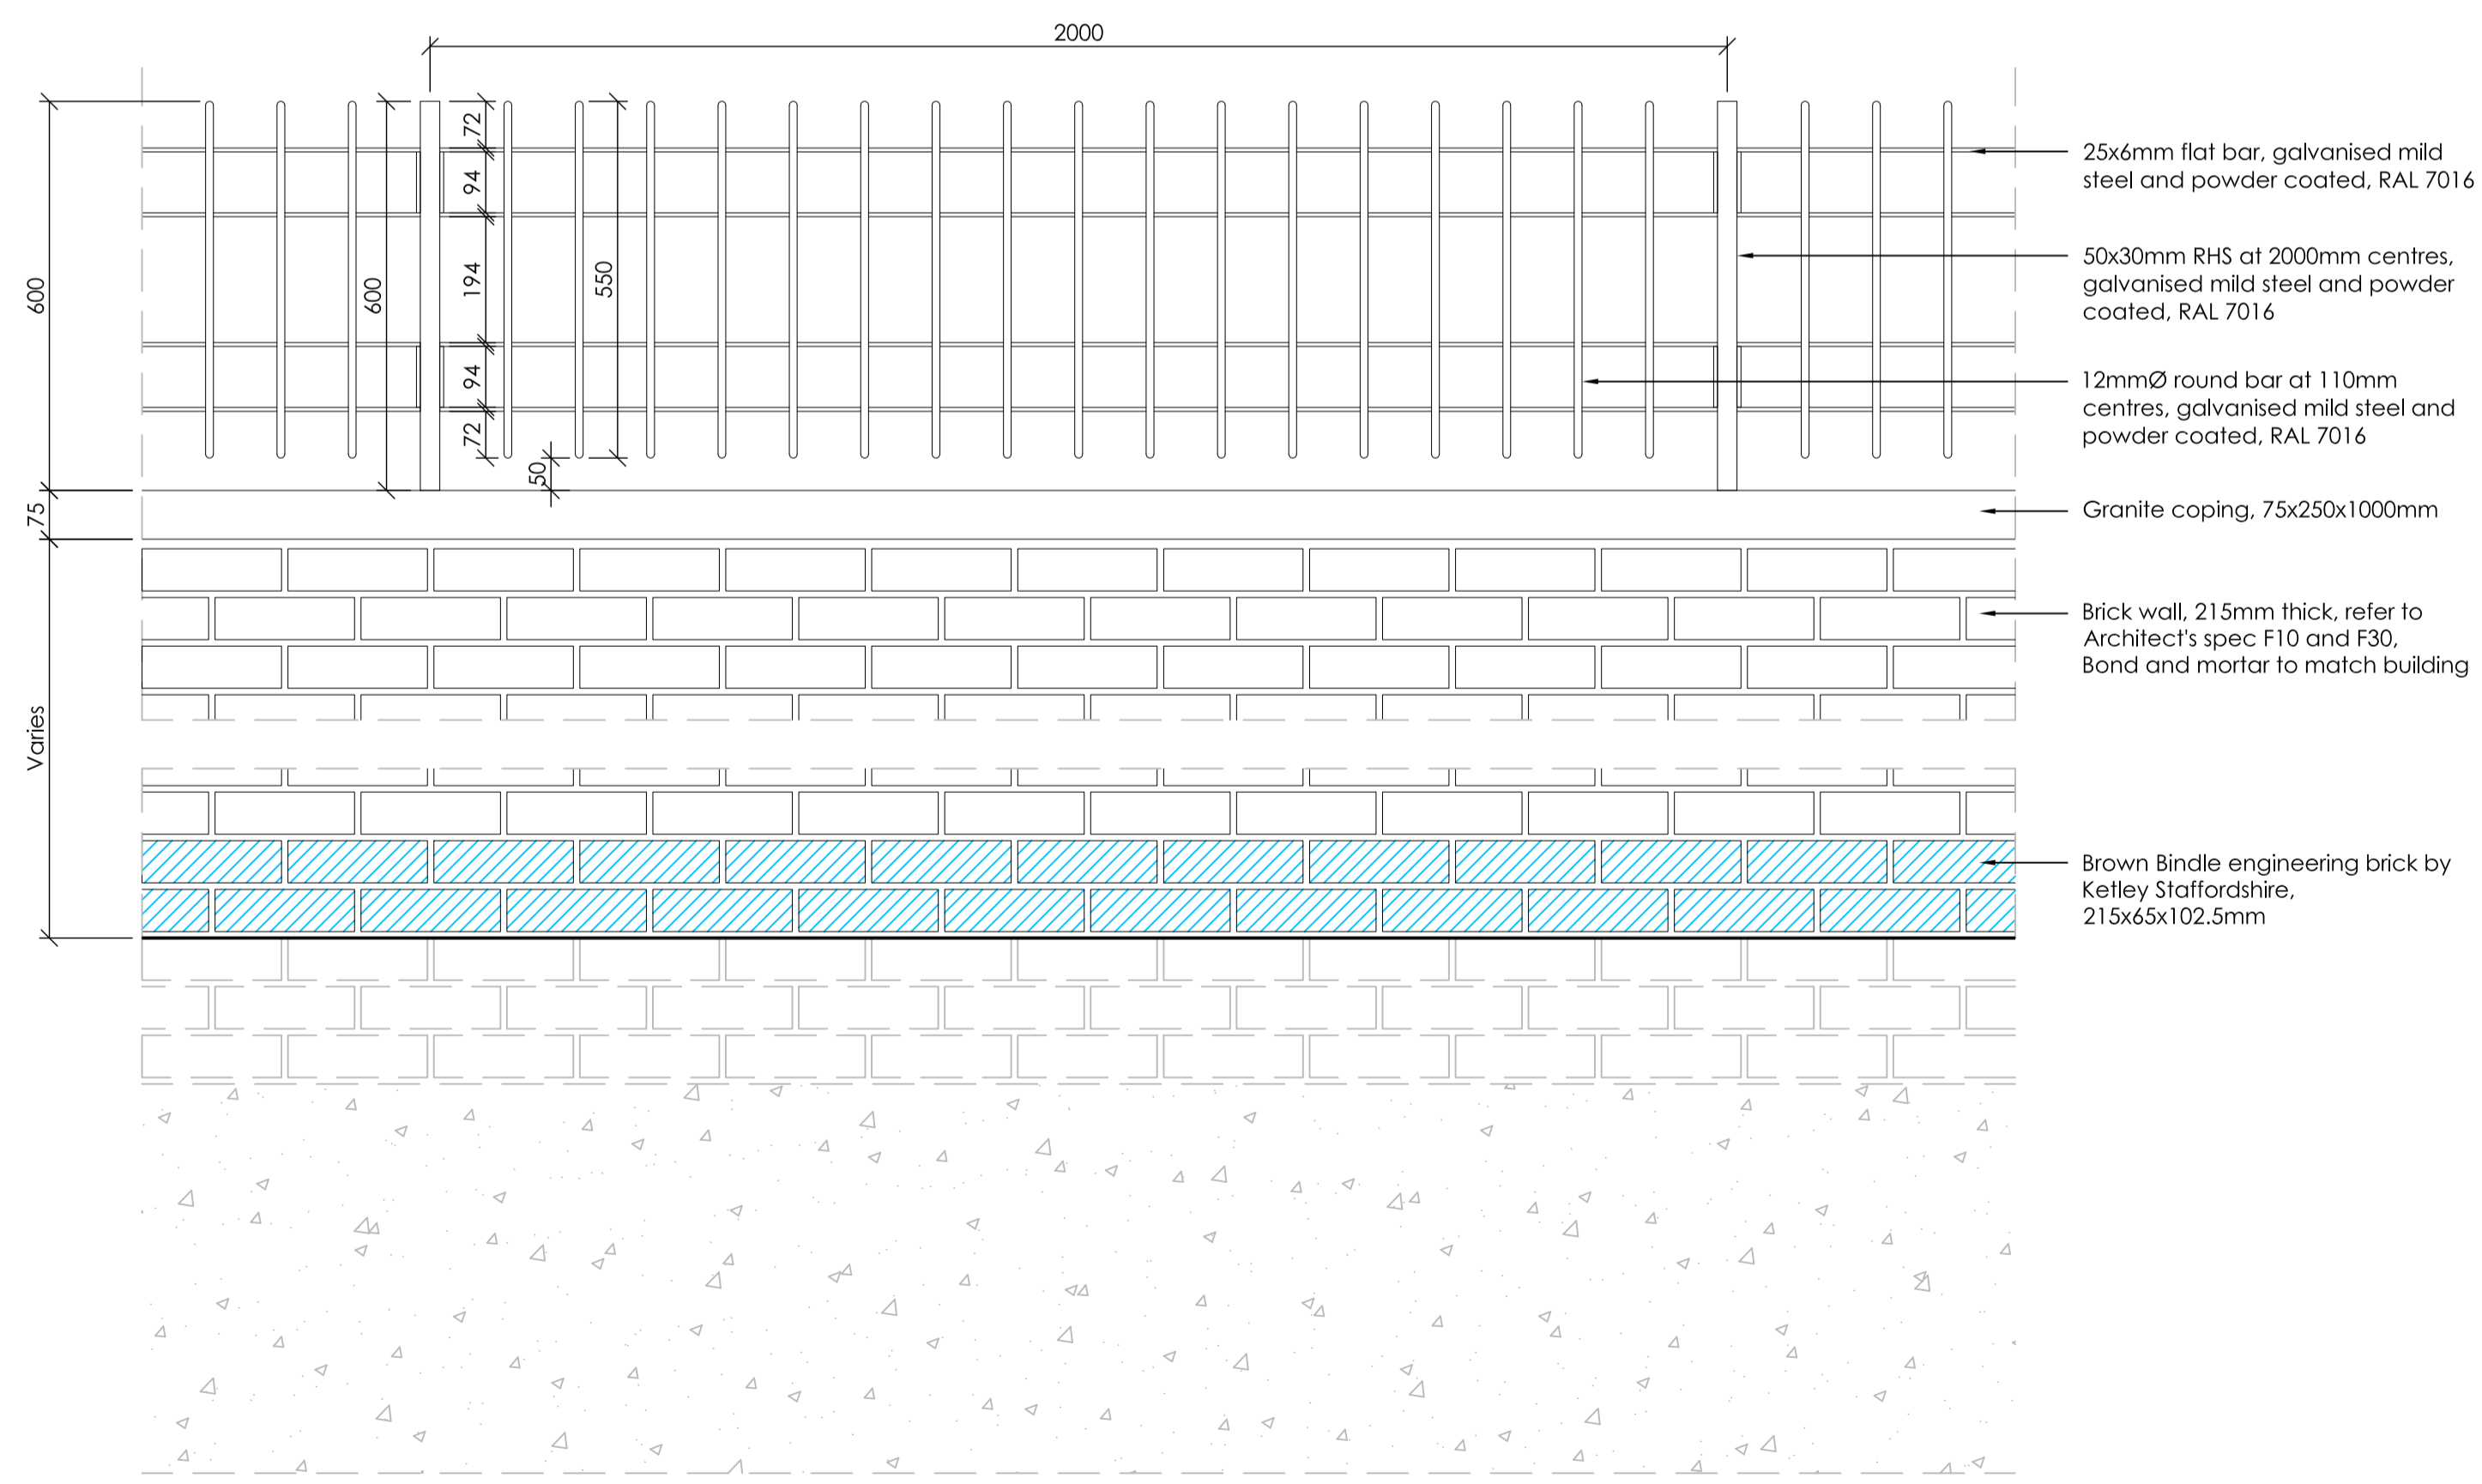 2000
600
75
Varies
600
72
94
194
94
72
550
50
25x6mm flat bar, galvanised mild
steel and powder coated, RAL 7016
50x30mm RHS at 2000mm centres,
galvanised mild steel and powder
coated, RAL 7016
12mmØ round bar at 110mm
centres, galvanised mild steel and
powder coated, RAL 7016
Granite coping, 75x250x1000mm
Brick wall, 215mm thick, refer to
Architect's spec F10 and F30,
Bond and mortar to match building
Brown Bindle engineering brick by
Ketley Staffordshire,
215x65x102.5mm